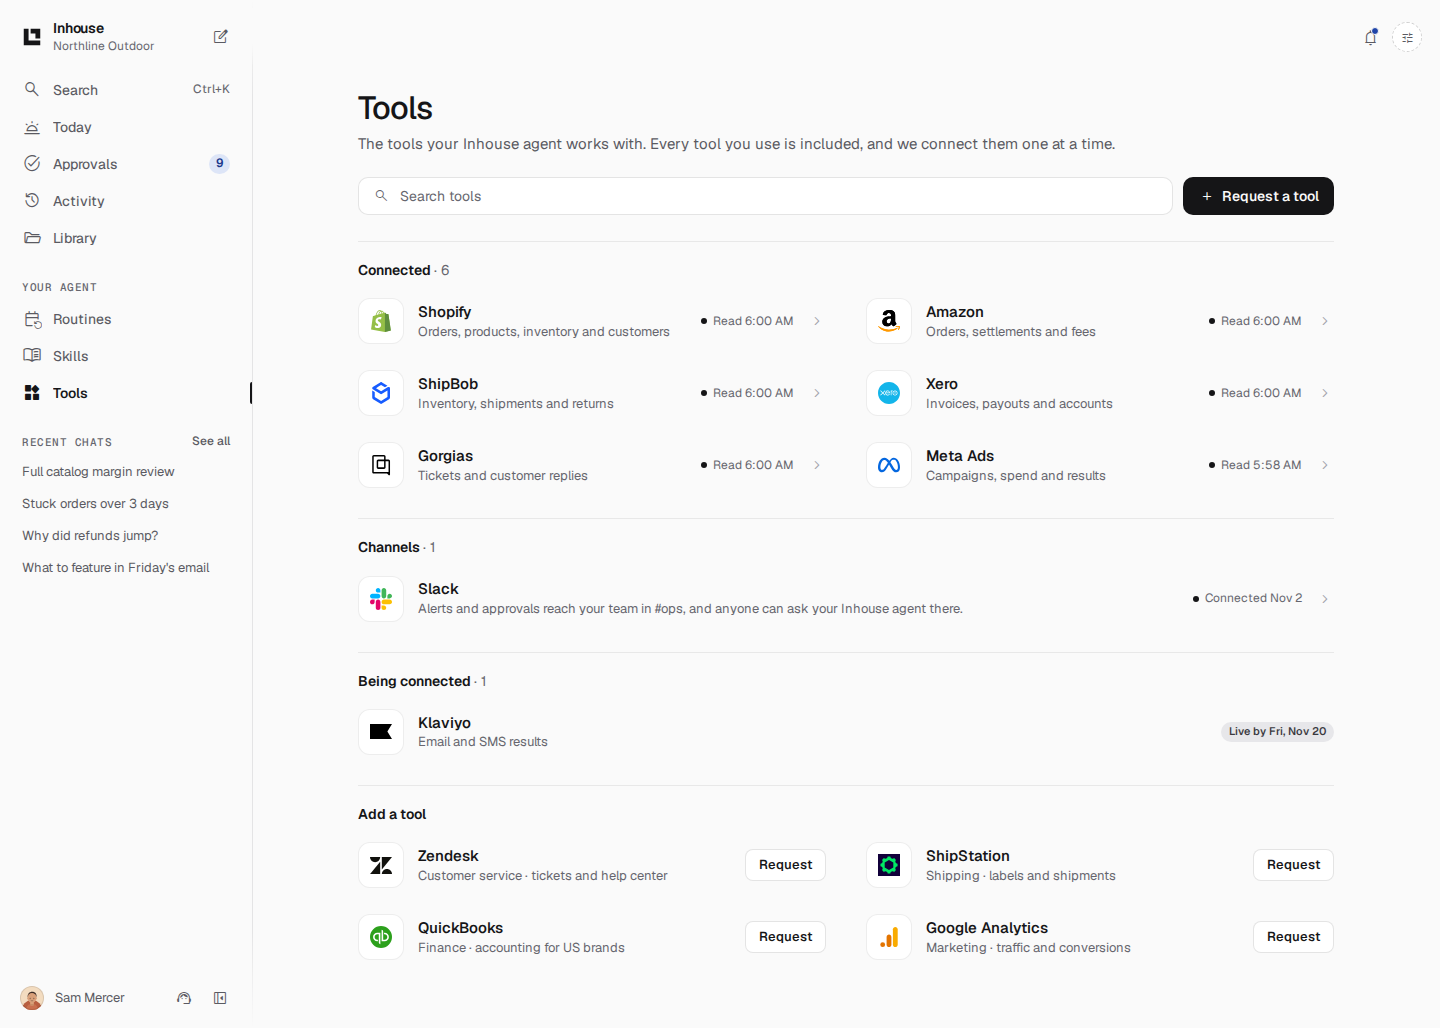 Inhouse
Northline Outdoor
Search
Ctrl+K
Today
Approvals
9
Activity
Library
YOUR AGENT
Routines
Skills
Tools
RECENT CHATS
See all
Full catalog margin review
Stuck orders over 3 days
Why did refunds jump?
What to feature in Friday's email
Sam Mercer
Tools
The tools your Inhouse agent works with. Every tool you use is included, and we connect them one at a time.
Search tools
+ Request a tool
Connected · 6
Shopify
Orders, products, inventory and customers
Read 6:00 AM
Amazon
Orders, settlements and fees
Read 6:00 AM
ShipBob
Inventory, shipments and returns
Read 6:00 AM
xero
Xero
Invoices, payouts and accounts
Read 6:00 AM
Gorgias
Tickets and customer replies
Read 6:00 AM
Meta Ads
Campaigns, spend and results
Read 5:58 AM
Channels · 1
Slack
Alerts and approvals reach your team in #ops, and anyone can ask your Inhouse agent there.
Connected Nov 2
Being connected · 1
Klaviyo
Email and SMS results
Live by Fri, Nov 20
Add a tool
Zendesk
Customer service · tickets and help center
Request
ShipStation
Shipping · labels and shipments
Request
qb
QuickBooks
Finance · accounting for US brands
Request
Google Analytics
Marketing · traffic and conversions
Request